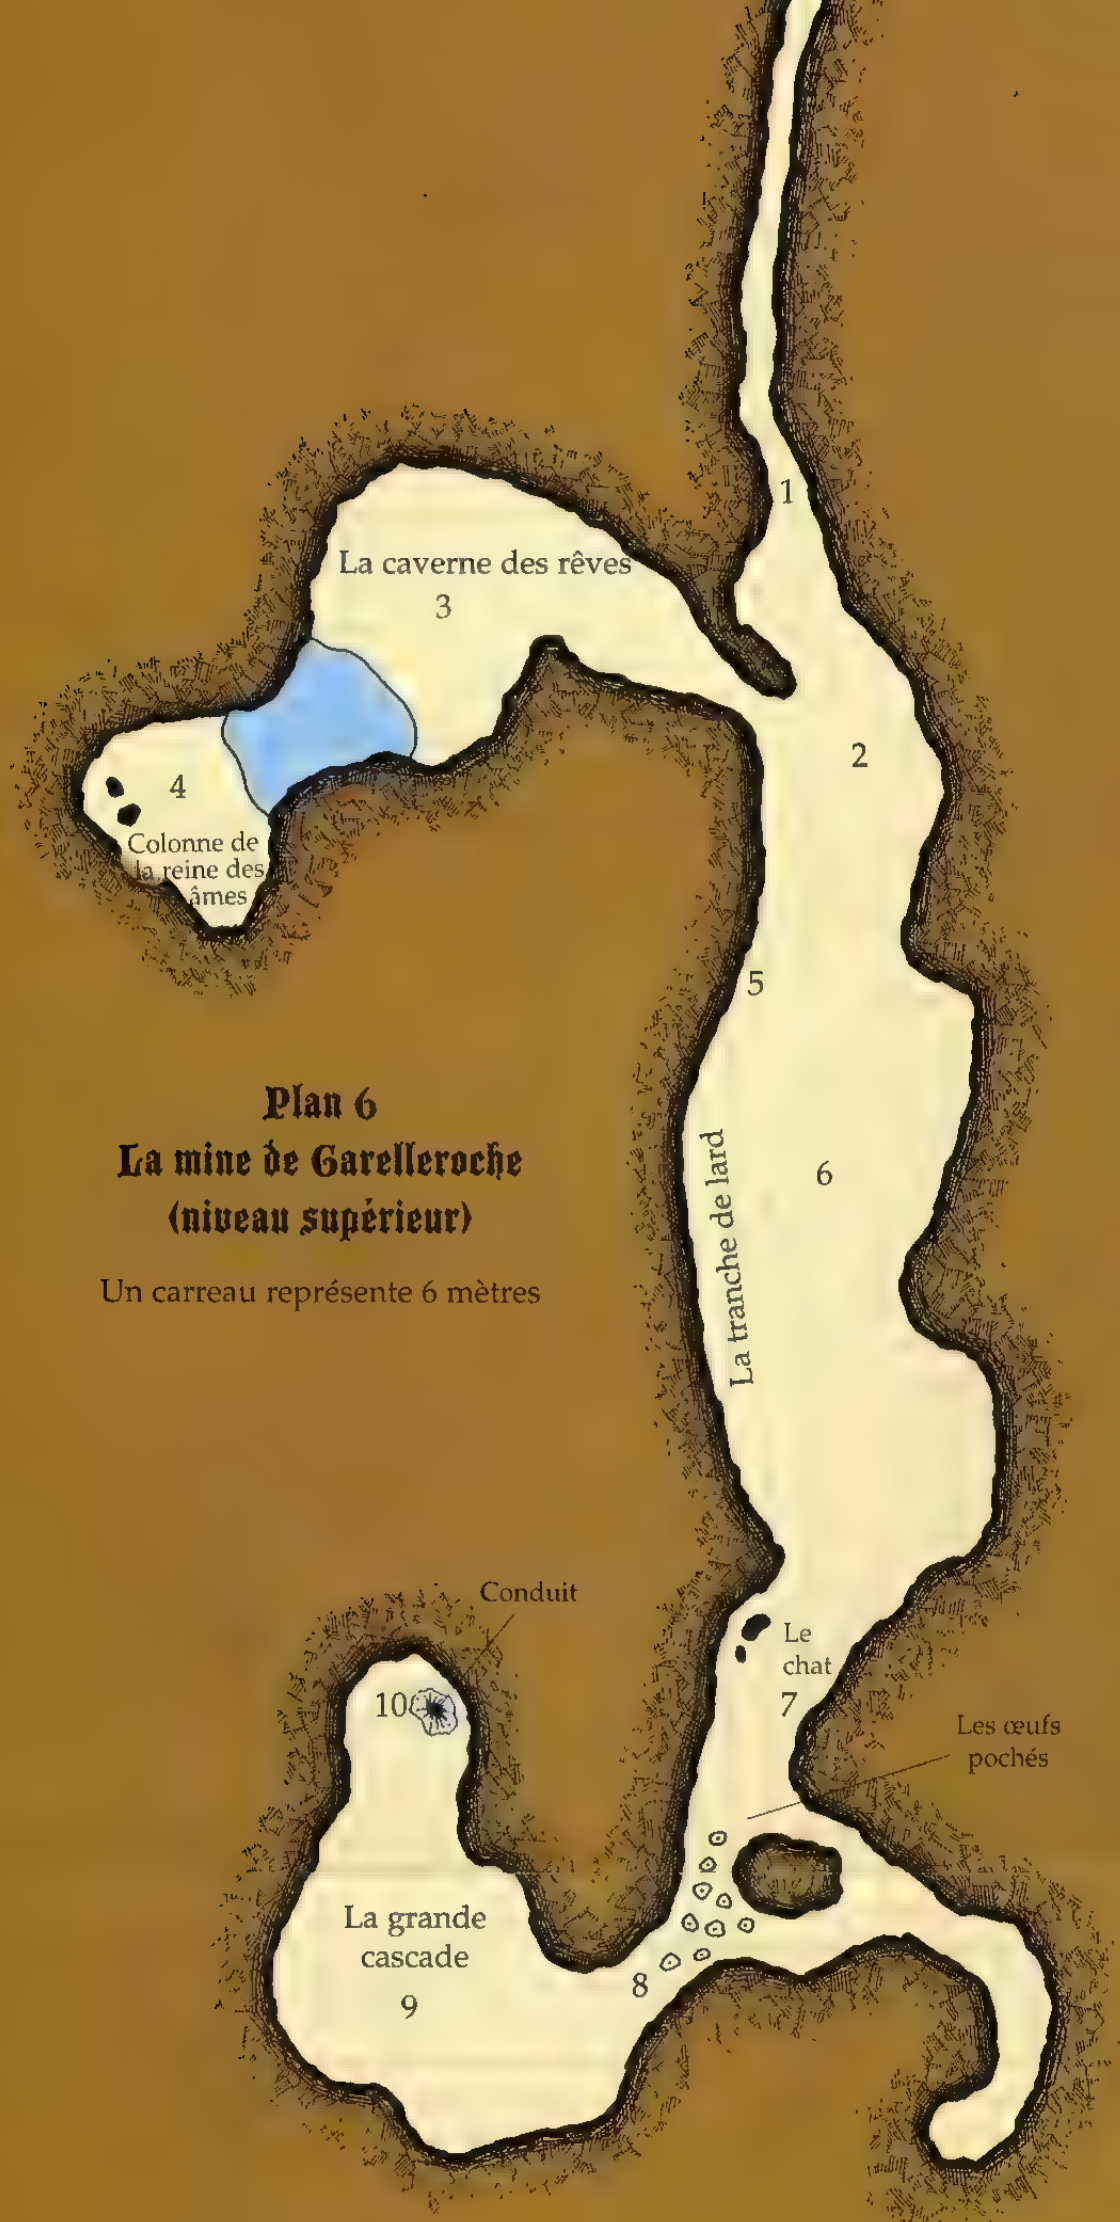 1
La caverne des rêves
3
2
4
Colonne de
la reine des
âmes
5
Plan 6
La mine de Garelleroche
(niveau supérieur)
Un carreau représente 6 mètres
La tranche de lard
6
Conduit
Le
chat
7
10
Les œufs
pochés
La grande
cascade
9
8